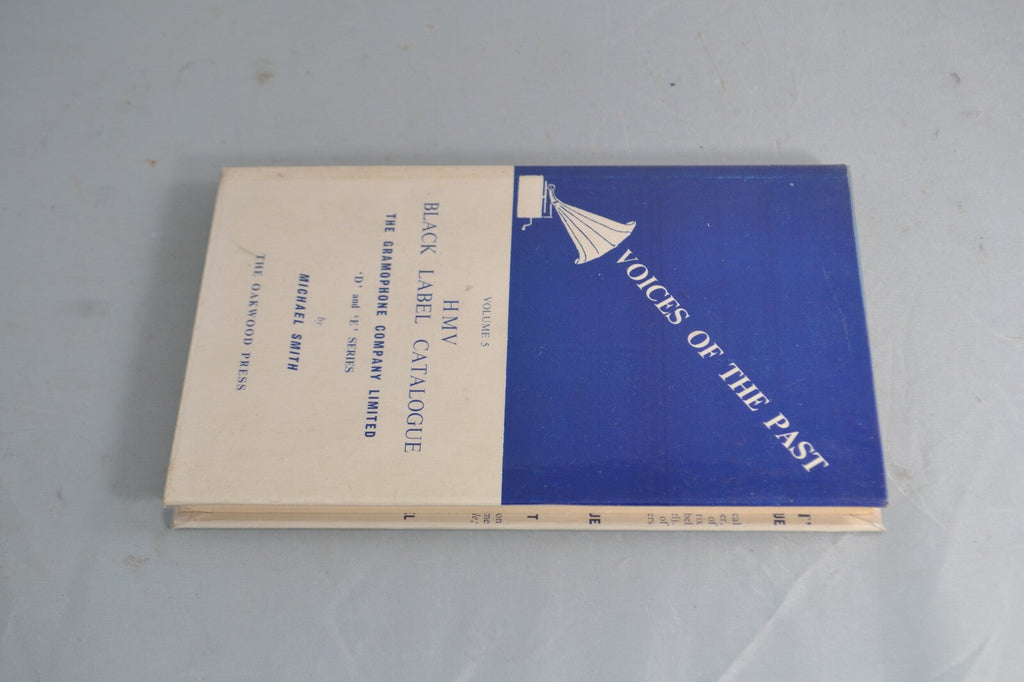 VOICES OF THE PAST
VOLUME 5
HMV
BLACK LABEL CATALOGUE
THE GRAMOPHONE COMPANY LIMITED
'D' and 'E' SERIES
by
MICHAEL SMITH
THE OAKWOOD PRESS